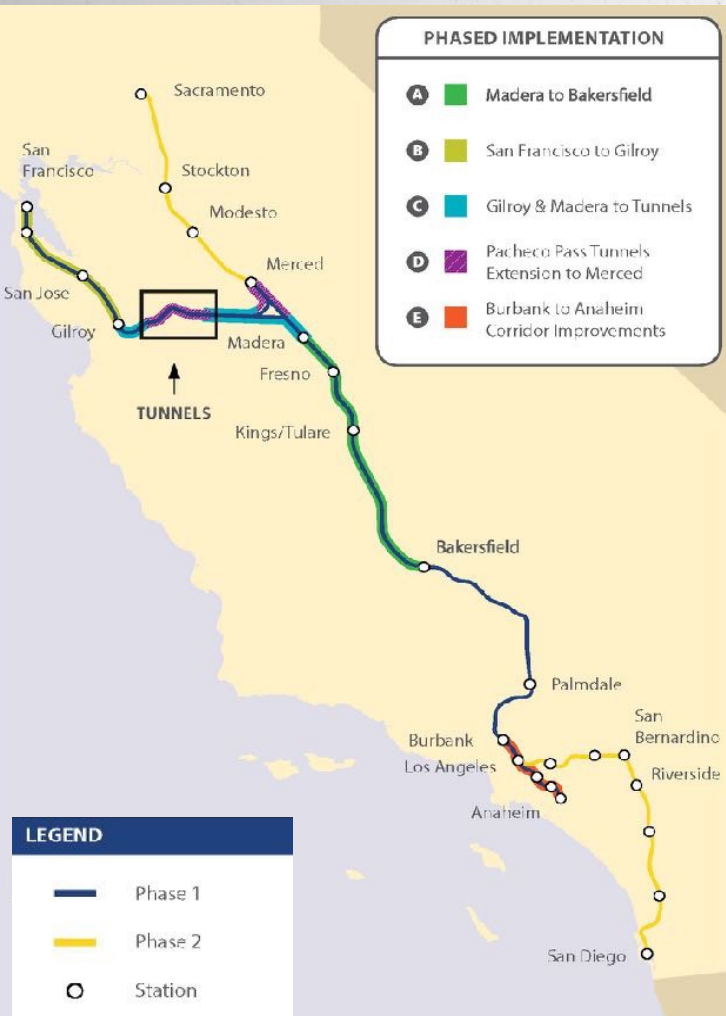 PHASED IMPLEMENTATION
A Madera to Bakersfield
B San Francisco to Gilroy
C Gilroy & Madera to Tunnels
D Pacheco Pass Tunnels
Extension to Merced
E Burbank to Anaheim
Corridor Improvements
Sacramento
San
Francisco
Stockton
Modesto
Merced
San Jose
Gilroy
Madera
Fresno
TUNNELS
Kings/Tulare
Bakersfield
Palmdale
San
Bernardino
Burbank
Los Angeles
Riverside
Anaheim
San Diego
LEGEND
Phase 1
Phase 2
Station